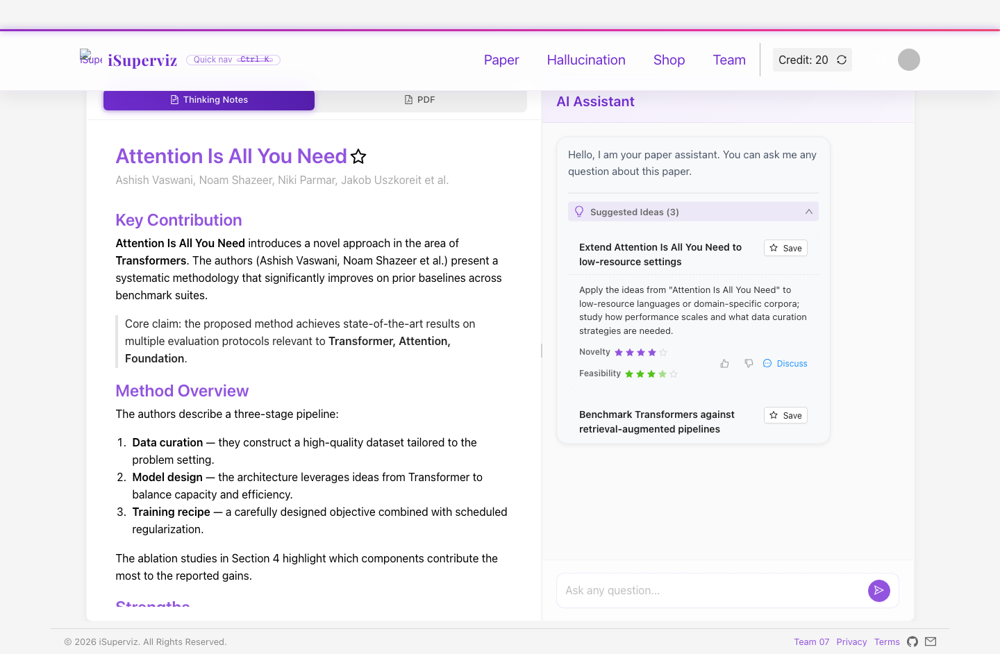 iSupe
iSuperviz
Quick nav Ctrl K
Paper
Hallucination
Shop
Team
Credit: 20
Thinking Notes
PDF
Attention Is All You Need
Ashish Vaswani, Noam Shazeer, Niki Parmar, Jakob Uszkoreit et al.
Key Contribution
Attention Is All You Need introduces a novel approach in the area of
Transformers. The authors (Ashish Vaswani, Noam Shazeer et al.) present a
systematic methodology that significantly improves on prior baselines across
benchmark suites.
Core claim: the proposed method achieves state-of-the-art results on
multiple evaluation protocols relevant to Transformer, Attention,
Foundation.
Method Overview
The authors describe a three-stage pipeline:
1. Data curation — they construct a high-quality dataset tailored to the
problem setting.
2. Model design — the architecture leverages ideas from Transformer to
balance capacity and efficiency.
3. Training recipe — a carefully designed objective combined with scheduled
regularization.
The ablation studies in Section 4 highlight which components contribute the
most to the reported gains.
Strengths
AI Assistant
Hello, I am your paper assistant. You can ask me any
question about this paper.
Suggested Ideas (3)
Extend Attention Is All You Need to
low-resource settings
Save
Apply the ideas from "Attention Is All You Need" to
low-resource languages or domain-specific corpora;
study how performance scales and what data curation
strategies are needed.
Novelty
Feasibility
Discuss
Benchmark Transformers against
retrieval-augmented pipelines
Save
Ask any question...
© 2026 iSuperviz. All Rights Reserved.
Team 07 Privacy Terms